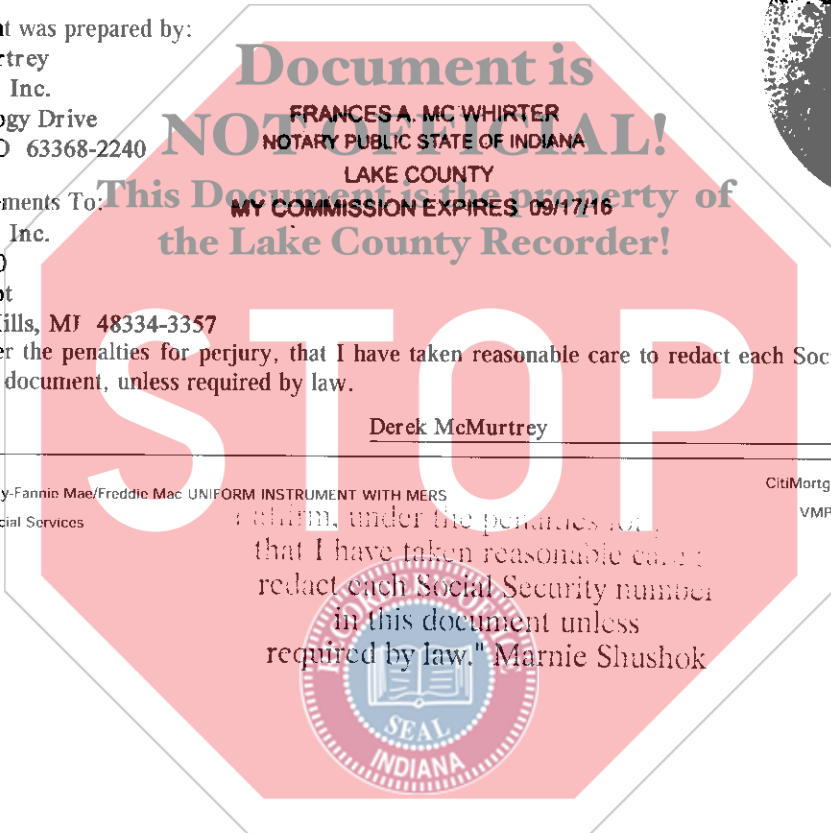 t was prepared by:
rtrey
Inc.
ogy Drive
O 63368-2240
Document is
NOT OFFICIAL!
This Document is the property of
the Lake County Recorder!
FRANCES A. MC WHIRTER
NOTARY PUBLIC STATE OF INDIANA
LAKE COUNTY
MY COMMISSION EXPIRES 09/17/16
ments To:
Inc.
ills, MI 48334-3357
er the penalties for perjury, that I have taken reasonable care to redact each Soc
document, unless required by law.
STOP
Derek McMurtrey
y-Fannie Mae/Freddie Mac UNIFORM INSTRUMENT WITH MERS
CitiMortg
cial Services
VMP
affirm, under the penalties for
that I have taken reasonable care
redact each Social Security number
in this document unless
required by law." Marnie Shushok
RECORDER'S OFFICE
SEAL
INDIANA